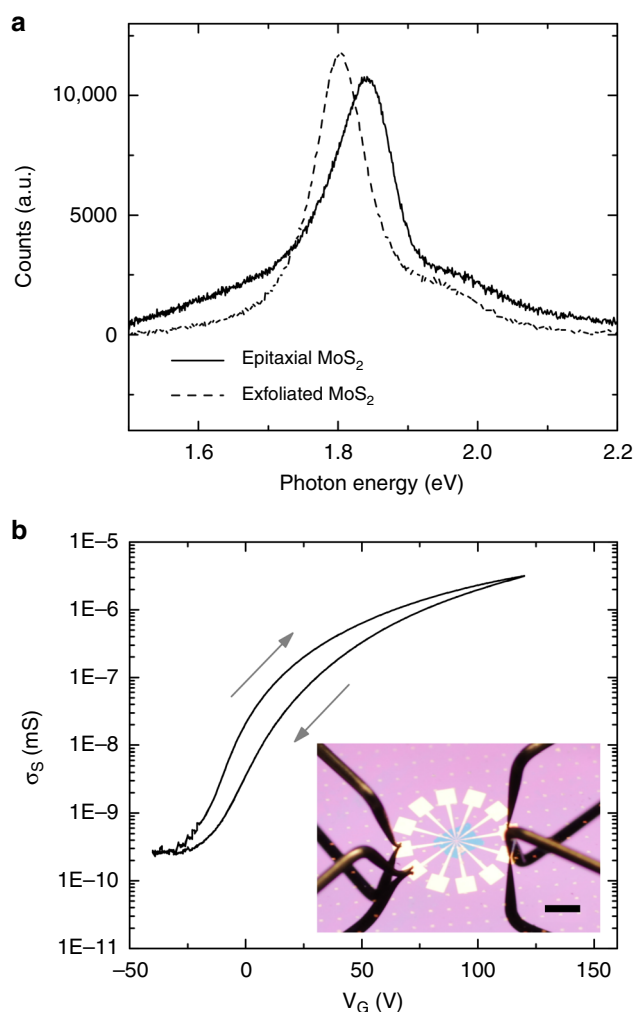 a
10,000
5000
0
Counts (a.u.)
Epitaxial MoS₂
Exfoliated MoS₂
1.6 1.8 2.0 2.2
Photon energy (eV)
b
1E–5
1E–6
1E–7
1E–8
1E–9
1E–10
1E–11
σS (mS)
–50 0 50 100 150
VG (V)